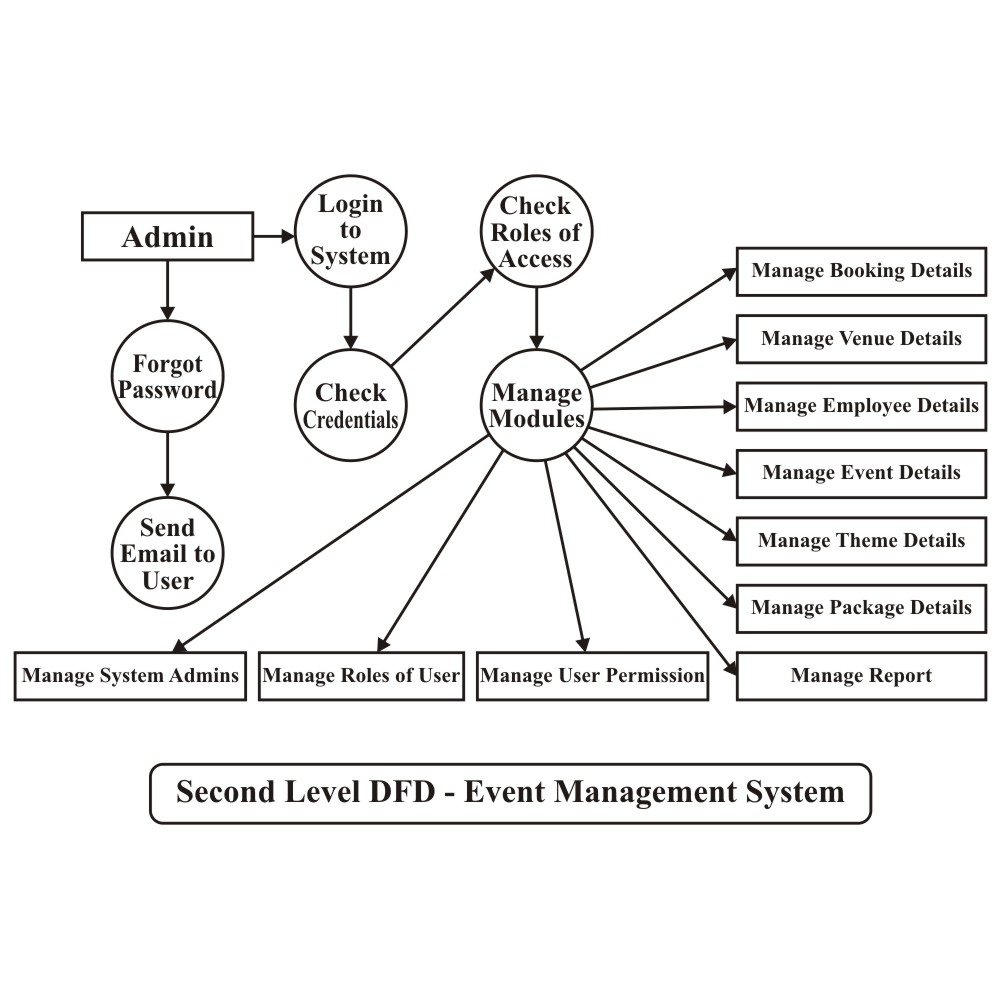 Admin
Login
to
System
Check
Roles of
Access
Forgot
Password
Check
Credentials
Manage
Modules
Send
Email to
User
Manage Booking Details
Manage Venue Details
Manage Employee Details
Manage Event Details
Manage Theme Details
Manage Package Details
Manage System Admins
Manage Roles of User
Manage User Permission
Manage Report
Second Level DFD - Event Management System